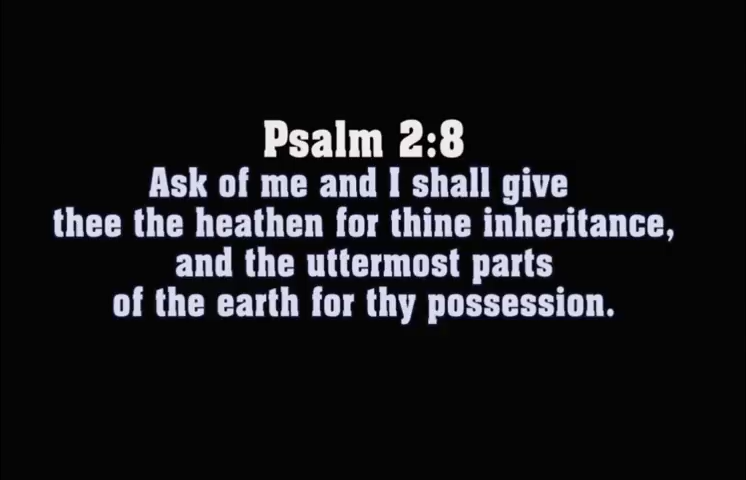 Psalm 2:8
Ask of me and I shall give
thee the heathen for thine inheritance,
and the uttermost parts
of the earth for thy possession.